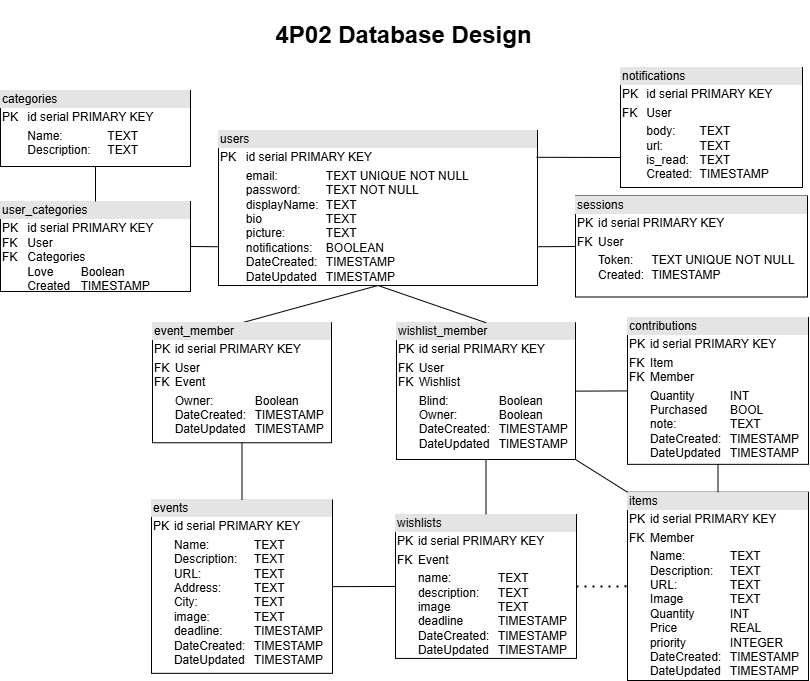 4P02 Database Design
categories
PK id serial PRIMARY KEY
Name: TEXT
Description: TEXT
user_categories
PK id serial PRIMARY KEY
FK User
FK Categories
Love Boolean
Created TIMESTAMP
users
PK id serial PRIMARY KEY
email: TEXT UNIQUE NOT NULL
password: TEXT NOT NULL
displayName: TEXT
bio TEXT
picture: TEXT
notifications: BOOLEAN
DateCreated: TIMESTAMP
DateUpdated TIMESTAMP
notifications
PK id serial PRIMARY KEY
FK User
body: TEXT
url: TEXT
is_read: TEXT
Created: TIMESTAMP
sessions
PK id serial PRIMARY KEY
FK User
Token: TEXT UNIQUE NOT NULL
Created: TIMESTAMP
event_member
PK id serial PRIMARY KEY
FK User
FK Event
Owner: Boolean
DateCreated: TIMESTAMP
DateUpdated TIMESTAMP
wishlist_member
PK id serial PRIMARY KEY
FK User
FK Wishlist
Blind: Boolean
Owner: Boolean
DateCreated: TIMESTAMP
DateUpdated TIMESTAMP
contributions
PK id serial PRIMARY KEY
FK Item
FK Member
Quantity INT
Purchased BOOL
note: TEXT
DateCreated: TIMESTAMP
DateUpdated TIMESTAMP
events
PK id serial PRIMARY KEY
Name: TEXT
Description: TEXT
URL: TEXT
Address: TEXT
City: TEXT
image: TEXT
deadline: TIMESTAMP
DateCreated: TIMESTAMP
DateUpdated TIMESTAMP
wishlists
PK id serial PRIMARY KEY
FK Event
name: TEXT
description: TEXT
image TEXT
deadline TIMESTAMP
DateCreated: TIMESTAMP
DateUpdated TIMESTAMP
items
PK id serial PRIMARY KEY
FK Member
Name: TEXT
Description: TEXT
URL: TEXT
Image TEXT
Quantity INT
Price REAL
priority INTEGER
DateCreated: TIMESTAMP
DateUpdated TIMESTAMP